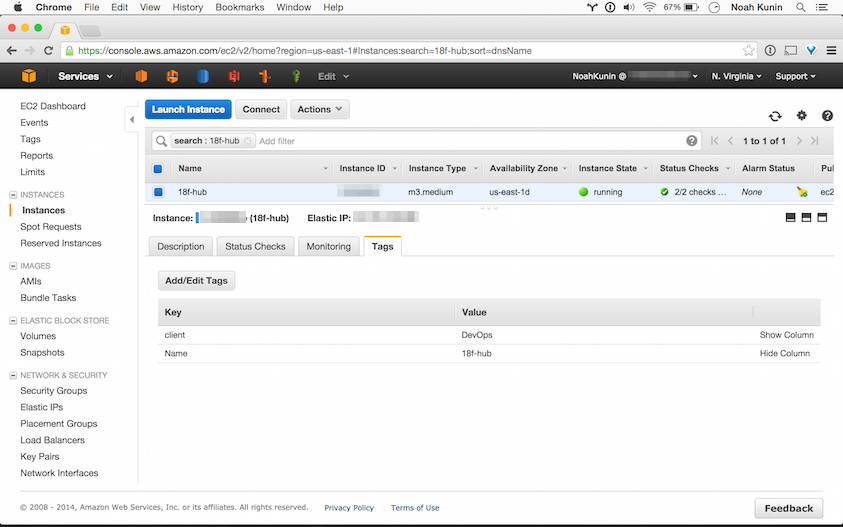 Chrome File Edit View History Bookmarks Window Help 67% Noah Kunin
https://console.aws.amazon.com/ec2/v2/home?region=us-east-1#Instances:search=18f-hub;sort=dnsName
Services Edit NoahKunin @ N. Virginia Support
EC2 Dashboard
Events
Tags
Reports
Limits
INSTANCES
Instances
Spot Requests
Reserved Instances
IMAGES
AMIs
Bundle Tasks
ELASTIC BLOCK STORE
Volumes
Snapshots
NETWORK & SECURITY
Security Groups
Elastic IPs
Placement Groups
Load Balancers
Key Pairs
Network Interfaces
Launch Instance Connect Actions
search : 18f-hub Add filter 1 to 1 of 1
Name Instance ID Instance Type Availability Zone Instance State Status Checks Alarm Status Pul
18f-hub m3.medium us-east-1d running 2/2 checks ... None ec2
Instance: (18f-hub) Elastic IP:
Description Status Checks Monitoring Tags
Add/Edit Tags
Key Value
client DevOps Show Column
Name 18f-hub Hide Column
© 2008 - 2014, Amazon Web Services, Inc. or its affiliates. All rights reserved. Privacy Policy Terms of Use
Feedback